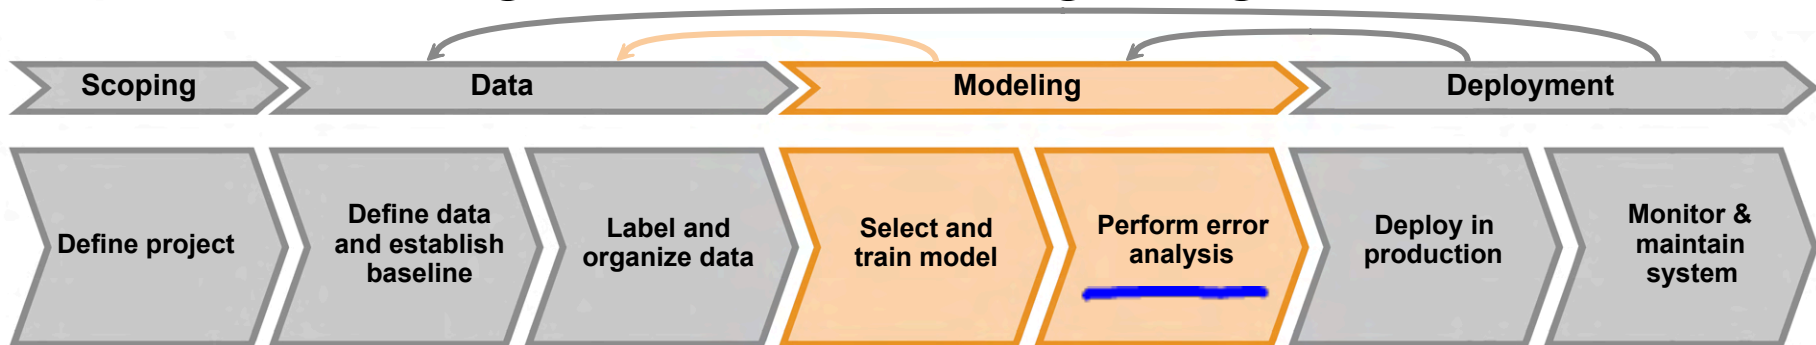 Scoping
Data
Modeling
Deployment
Define project
Define data
and establish
baseline
Label and
organize data
Select and
train model
Perform error
analysis
Deploy in
production
Monitor &
maintain
system